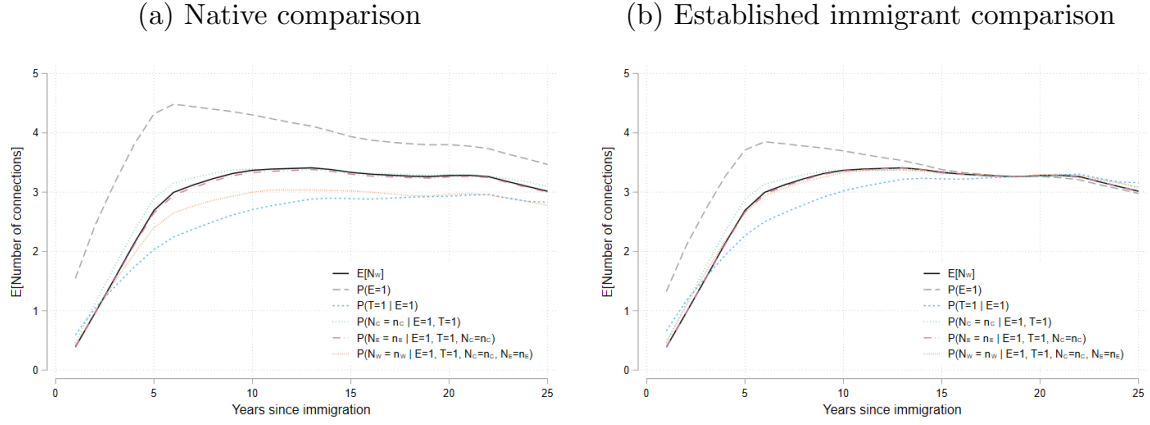 (a) Native comparison
5
4
3
2
1
0
E[Number of connections]
0 5 10 15 20 25
Years since immigration
E[Nw]
P(E=1)
P(T=1 | E=1)
P(Nc = nc | E=1, T=1)
P(NE = nE | E=1, T=1, Nc=nc)
P(Nw = nw | E=1, T=1, Nc=nc, NE=nE)
(b) Established immigrant comparison
5
4
3
2
1
0
E[Number of connections]
0 5 10 15 20 25
Years since immigration
E[Nw]
P(E=1)
P(T=1 | E=1)
P(Nc = nc | E=1, T=1)
P(NE = nE | E=1, T=1, Nc=nc)
P(Nw = nw | E=1, T=1, Nc=nc, NE=nE)